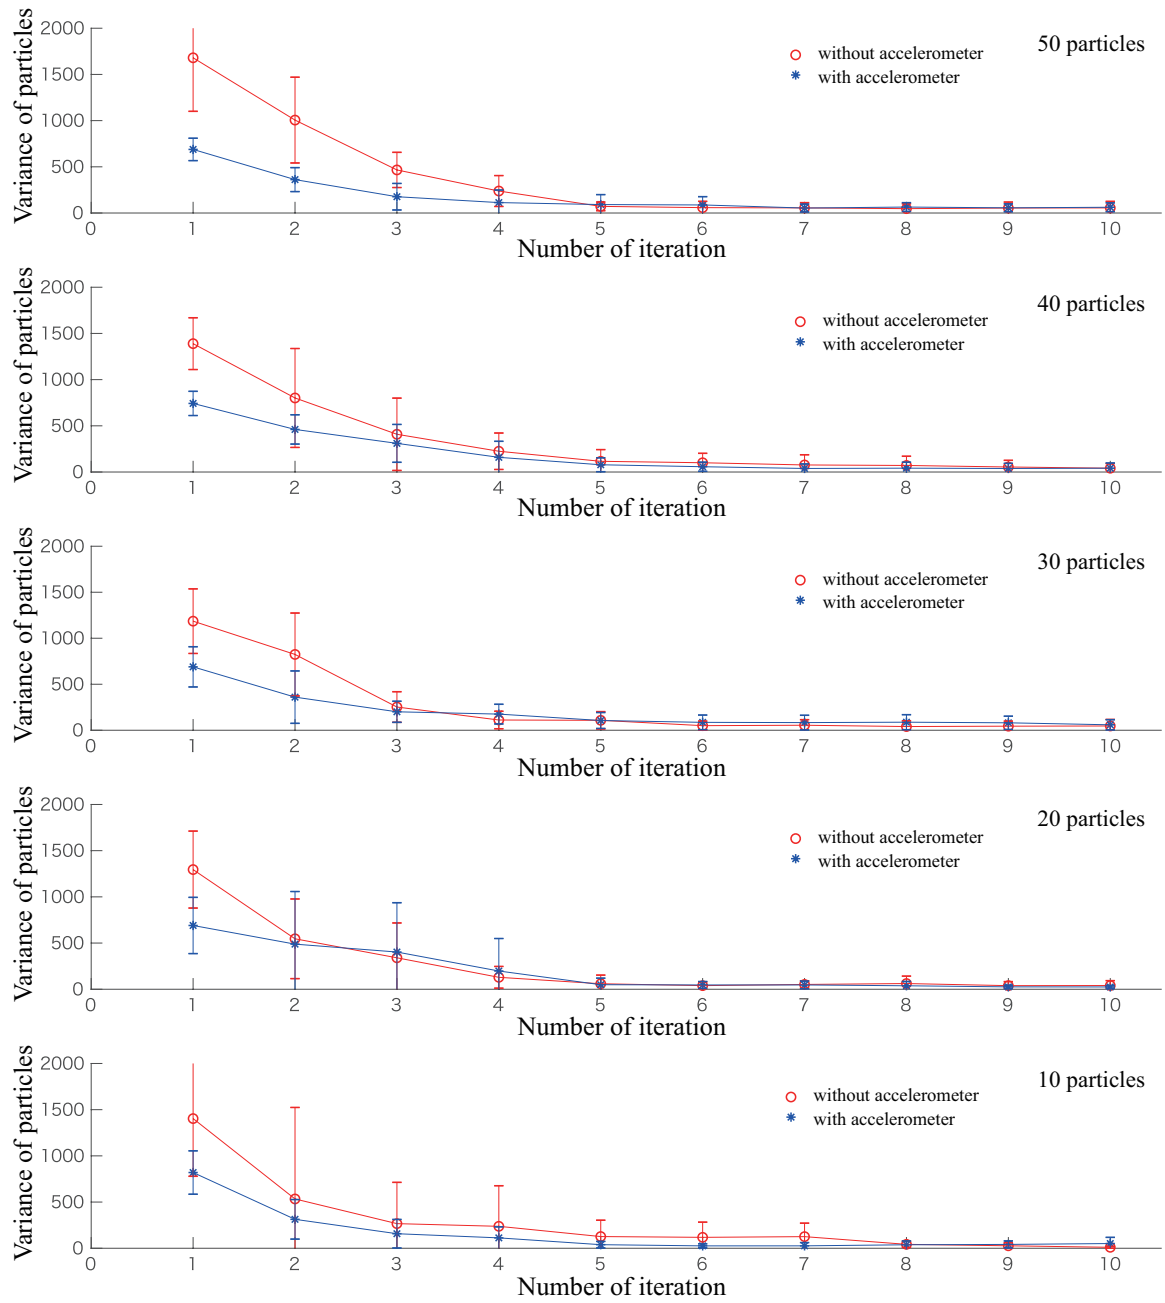 Variance of particles
2000
1500
1000
500
0
50 particles
without accelerometer
with accelerometer
0 1 2 3 4 5 6 7 8 9 10
Number of iteration
Variance of particles
2000
1500
1000
500
0
40 particles
without accelerometer
with accelerometer
0 1 2 3 4 5 6 7 8 9 10
Number of iteration
Variance of particles
2000
1500
1000
500
0
30 particles
without accelerometer
with accelerometer
0 1 2 3 4 5 6 7 8 9 10
Number of iteration
Variance of particles
2000
1500
1000
500
0
20 particles
without accelerometer
with accelerometer
0 1 2 3 4 5 6 7 8 9 10
Number of iteration
Variance of particles
2000
1500
1000
500
0
10 particles
without accelerometer
with accelerometer
0 1 2 3 4 5 6 7 8 9 10
Number of iteration